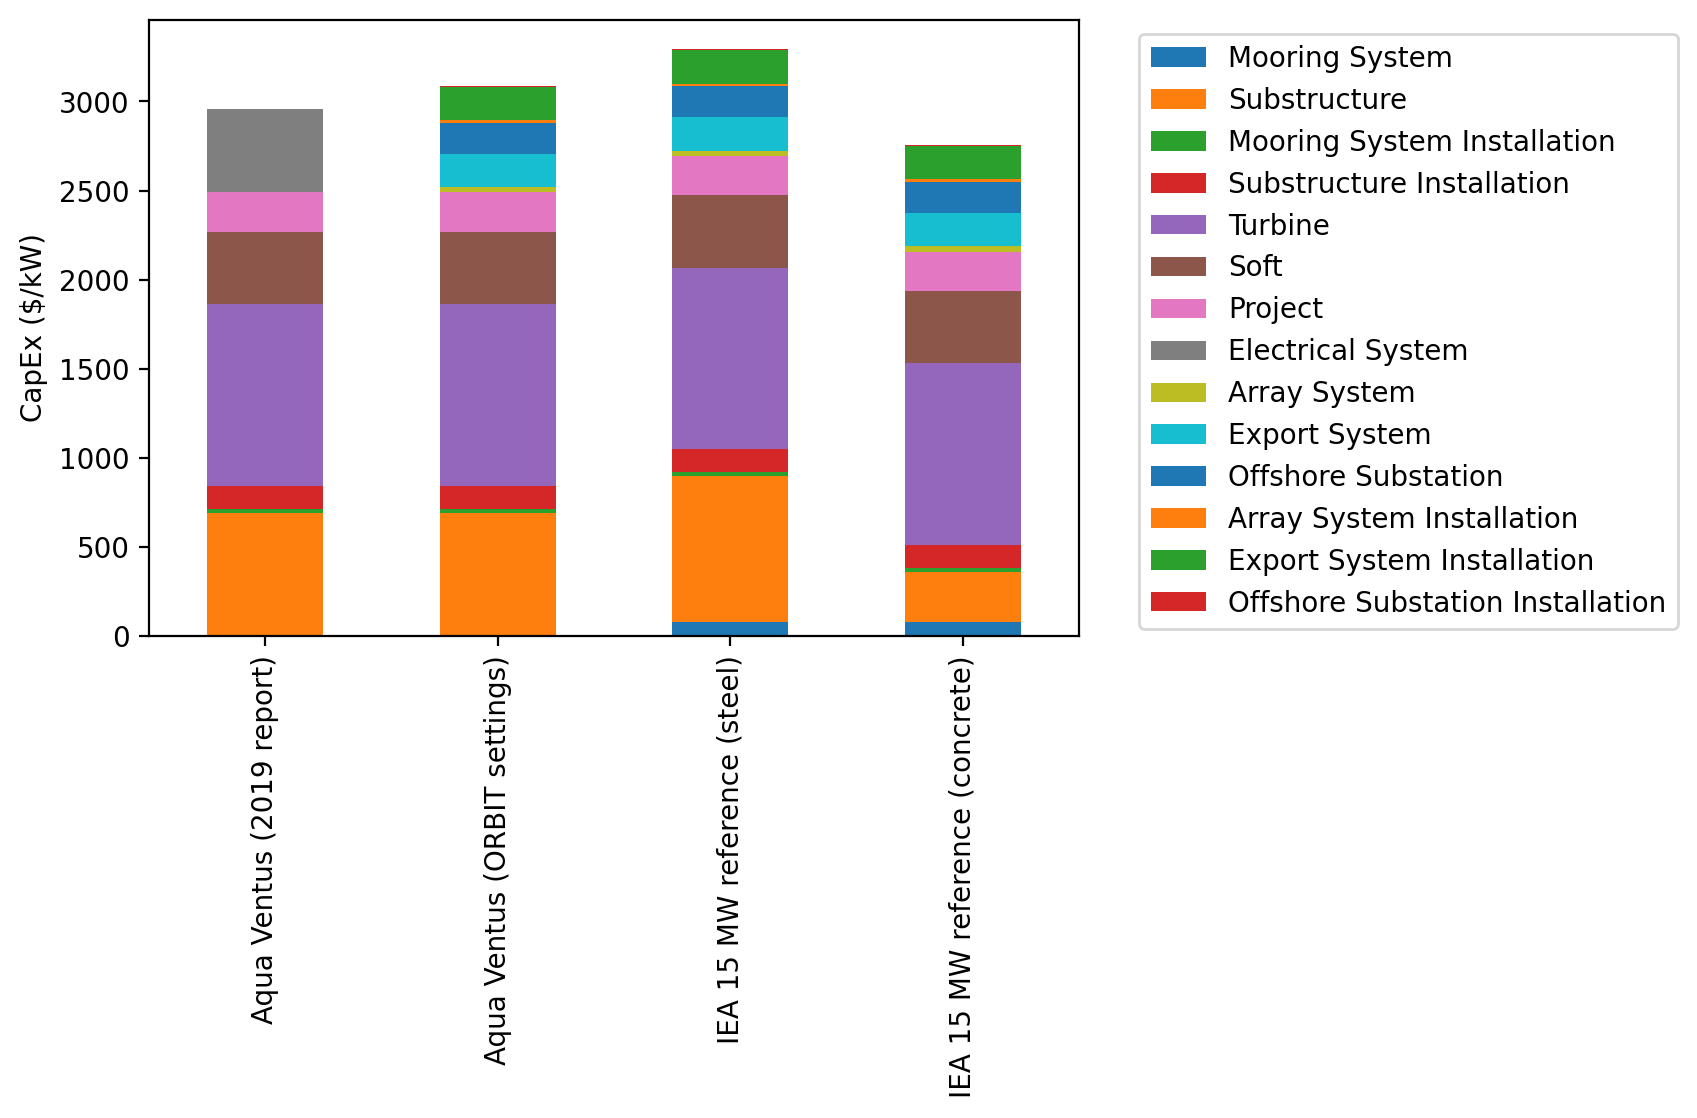 CapEx ($/kW)
3000
2500
2000
1500
1000
500
0
Aqua Ventus (2019 report)
Aqua Ventus (ORBIT settings)
IEA 15 MW reference (steel)
IEA 15 MW reference (concrete)
Mooring System
Substructure
Mooring System Installation
Substructure Installation
Turbine
Soft
Project
Electrical System
Array System
Export System
Offshore Substation
Array System Installation
Export System Installation
Offshore Substation Installation